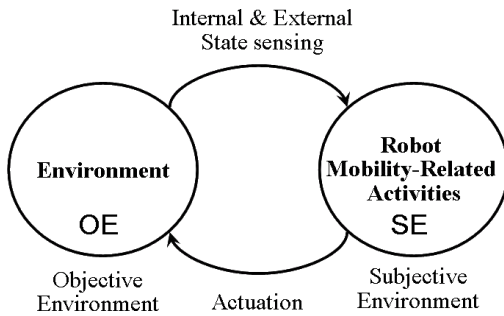 Internal & External
State sensing
Environment
OE
Robot
Mobility-Related
Activities
SE
Objective
Environment
Actuation
Subjective
Environment